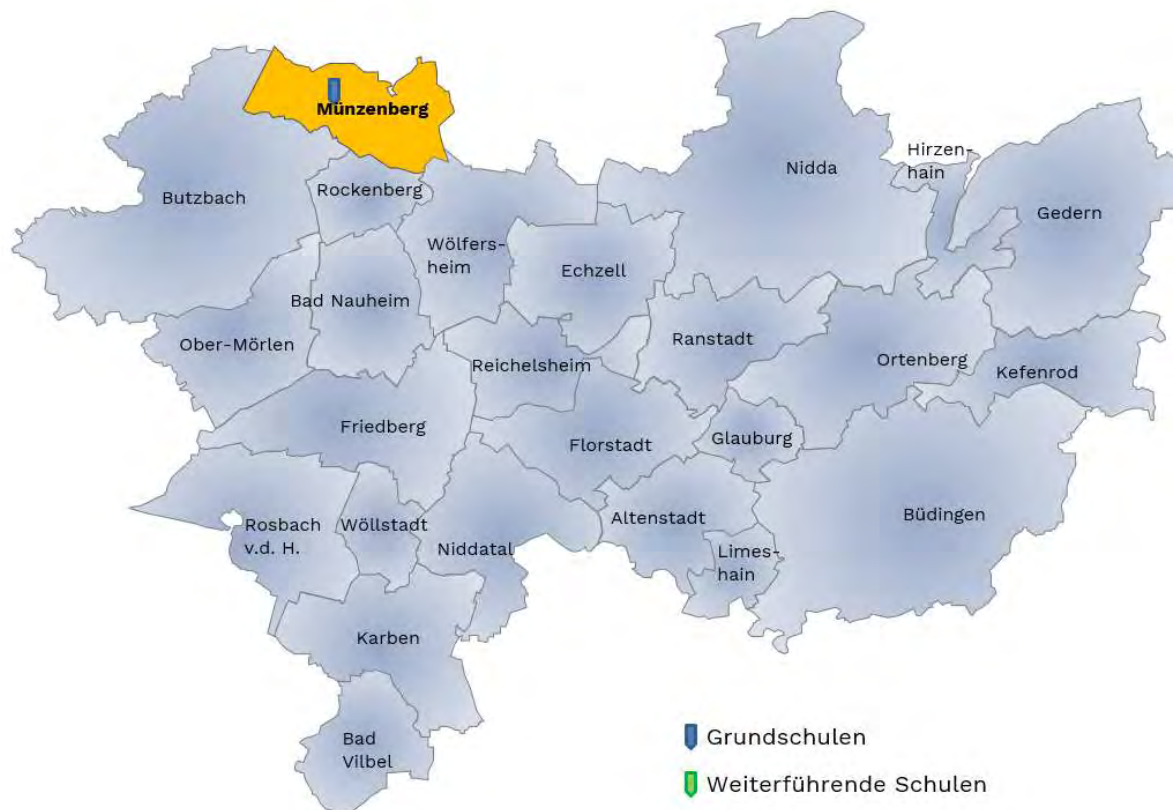 Münzenberg
Hirzen-
hain
Nidda
Rockenberg
Butzbach
Gedern
Wölfers-
heim
Echzell
Bad Nauheim
Ober-Mörlen
Ranstadt
Reichelsheim
Ortenberg
Kefenrod
Friedberg
Glauburg
Florstadt
Büdingen
Altenstadt
Rosbach
v.d. H.
Wöllstadt
Niddatal
Limes-
hain
Karben
Bad
Vilbel
Grundschulen
Weiterführende Schulen